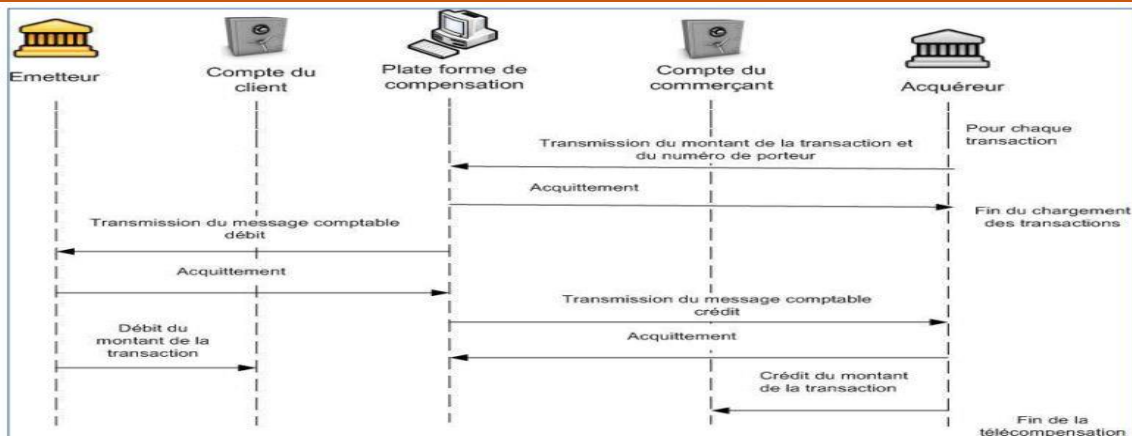 Emetteur
Compte du
client
Plate forme de
compensation
Compte du
commerçant
Acquéreur
Pour chaque
transaction
Transmission du montant de la transaction et
du numéro de porteur
Acquittement
Fin du chargement
des transactions
Transmission du message comptable
débit
Acquittement
Transmission du message comptable
crédit
Débit du
montant de la
transaction
Acquittement
Crédit du montant
de la transaction
Fin de la
télécompensation